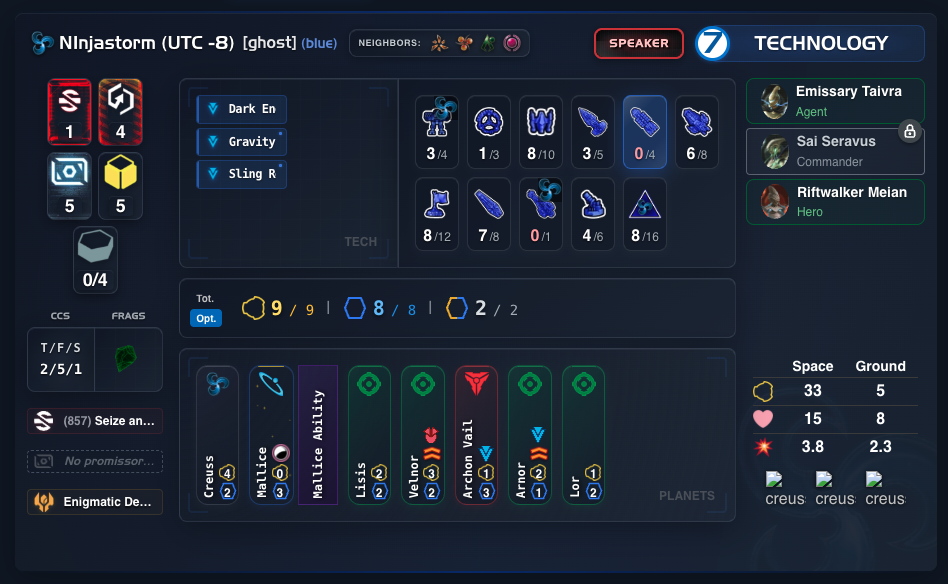 NInjastorm (UTC -8) [ghost] (blue)
NEIGHBORS:
SPEAKER
7 TECHNOLOGY
1
4
5
5
0/4
CCS FRAGS
T/F/S
2/5/1
(857) Seize an...
No promissor...
Enigmatic De...
Dark En
Gravity
Sling R
TECH
3/4
1/3
8/10
3/5
0/4
6/8
8/12
7/8
0/1
4/6
8/16
Tot.
Opt.
9 / 9 | 8 / 8 | 2 / 2
Creuss 4 2
Mallice 0 3
Mallice Ability
Lisis 2 2
Velnor 3 2
Archon Vail 1 3
Arnor 2 1
Lor 1 2
PLANETS
Emissary Taivra
Agent
Sai Seravus
Commander
Riftwalker Meian
Hero
Space Ground
33 5
15 8
3.8 2.3
creus creus creus